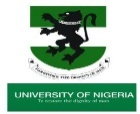 UNIVERSITY OF NIGERIA
To restore the dignity of man